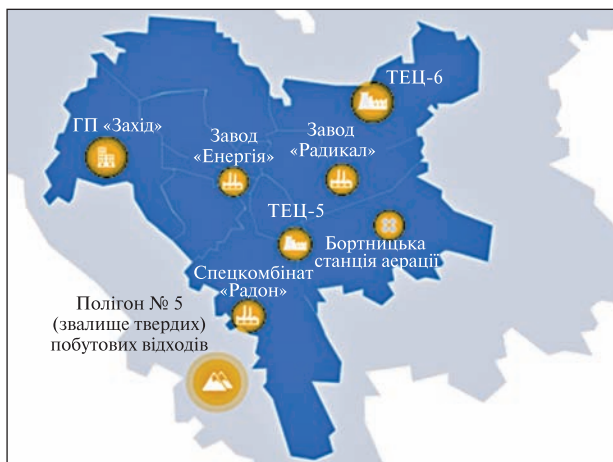 ТЕЦ-6
ГП «Захід»
Завод
«Енергія»
Завод
«Радикал»
ТЕЦ-5
Бортницька
станція аерації
Спецкомбінат
«Радон»
Полігон № 5
(звалище твердих)
побутових відходів